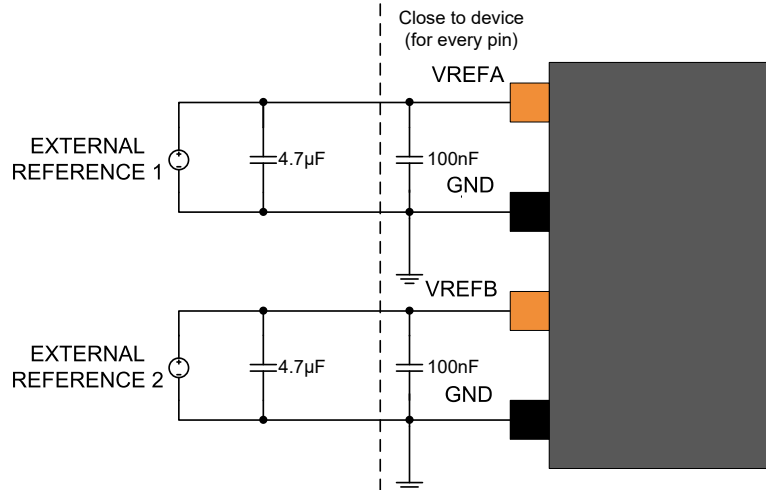 Close to device
(for every pin)
VREFA
EXTERNAL
REFERENCE 1
4.7µF
100nF
GND
VREFB
EXTERNAL
REFERENCE 2
4.7µF
100nF
GND